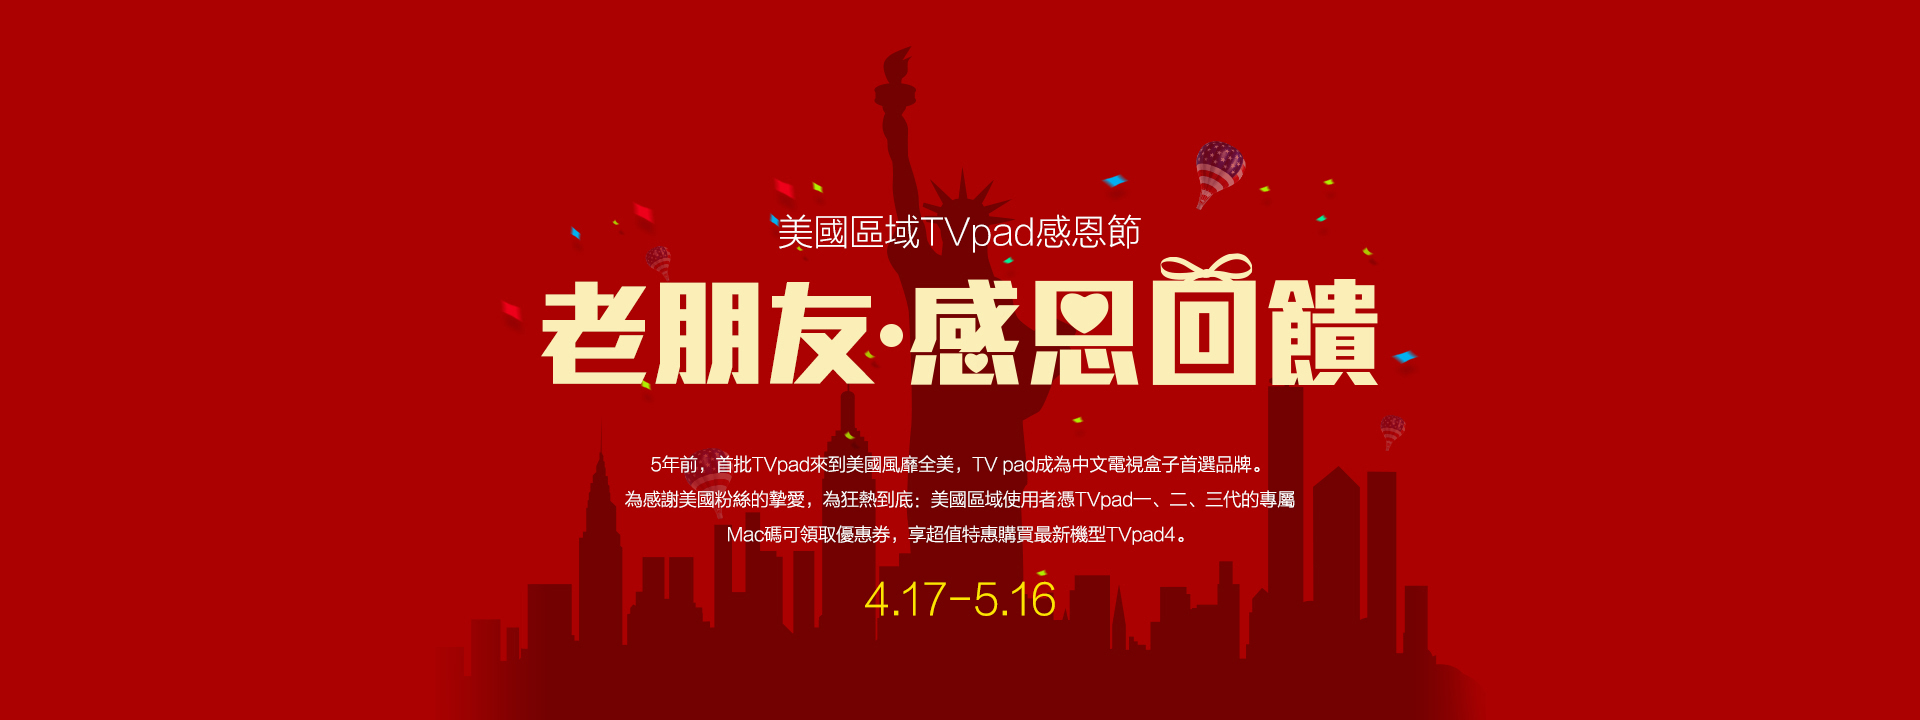 美國區域TVpad感恩節
老朋友·感恩回饋
5年前，首批TVpad來到美國風靡全美，TV pad成為中文電視盒子首選品牌。
為感謝美國粉絲的摯愛，為狂熱到底：美國區域使用者憑TVpad一、二、三代的專屬
Mac碼可領取優惠券，享超值特惠購買最新機型TVpad4。
4.17-5.16